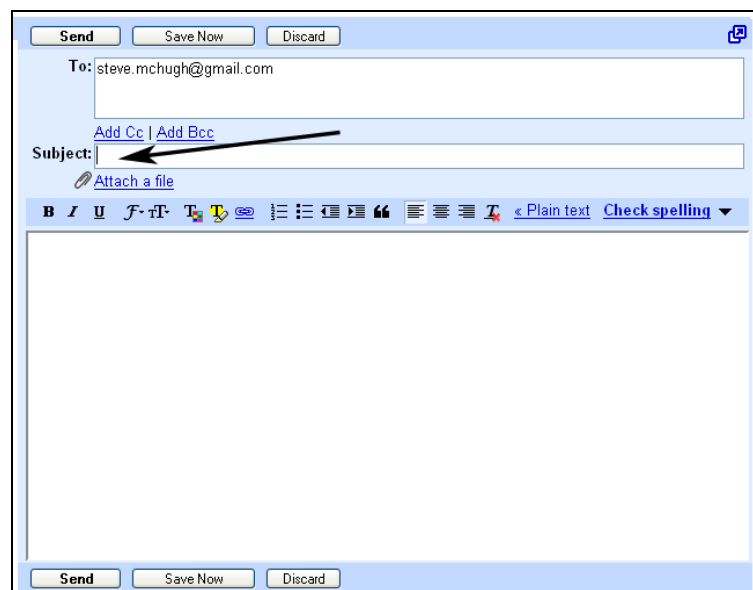 Send Save Now Discard
To: steve.mchugh@gmail.com
Add Cc | Add Bcc
Subject:
Attach a file
B I U F TT T T « Plain text Check spelling
Send Save Now Discard